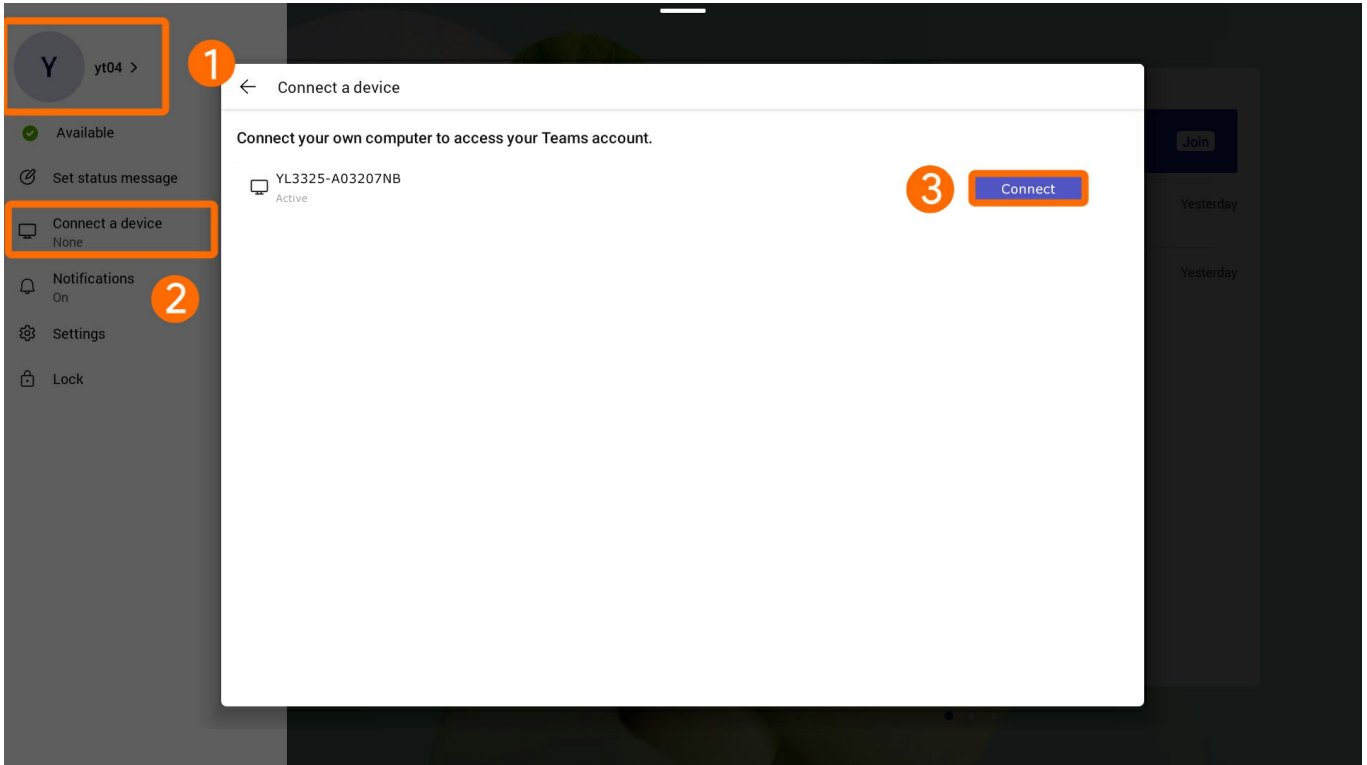 Y
yt04 >
1
Available
Set status message
Connect a device
None
2
Notifications
On
Settings
Lock
Connect a device
Connect your own computer to access your Teams account.
YL3325-A03207NB
Active
3
Connect
Join
Yesterday
Yesterday